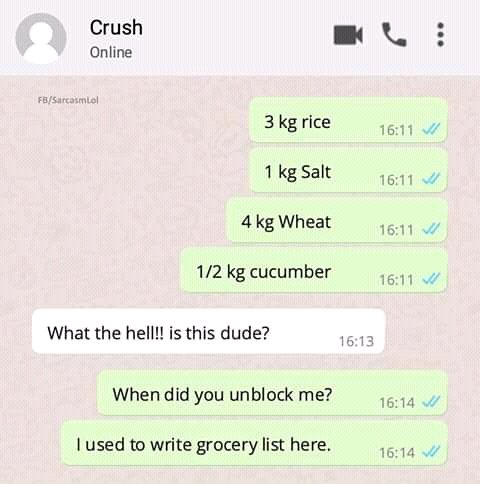 Crush
Online
FB/SarcasmLol
3 kg rice
16:11
1 kg Salt
16:11
4 kg Wheat
16:11
1/2 kg cucumber
16:11
What the hell!! is this dude?
16:13
When did you unblock me?
16:14
I used to write grocery list here.
16:14